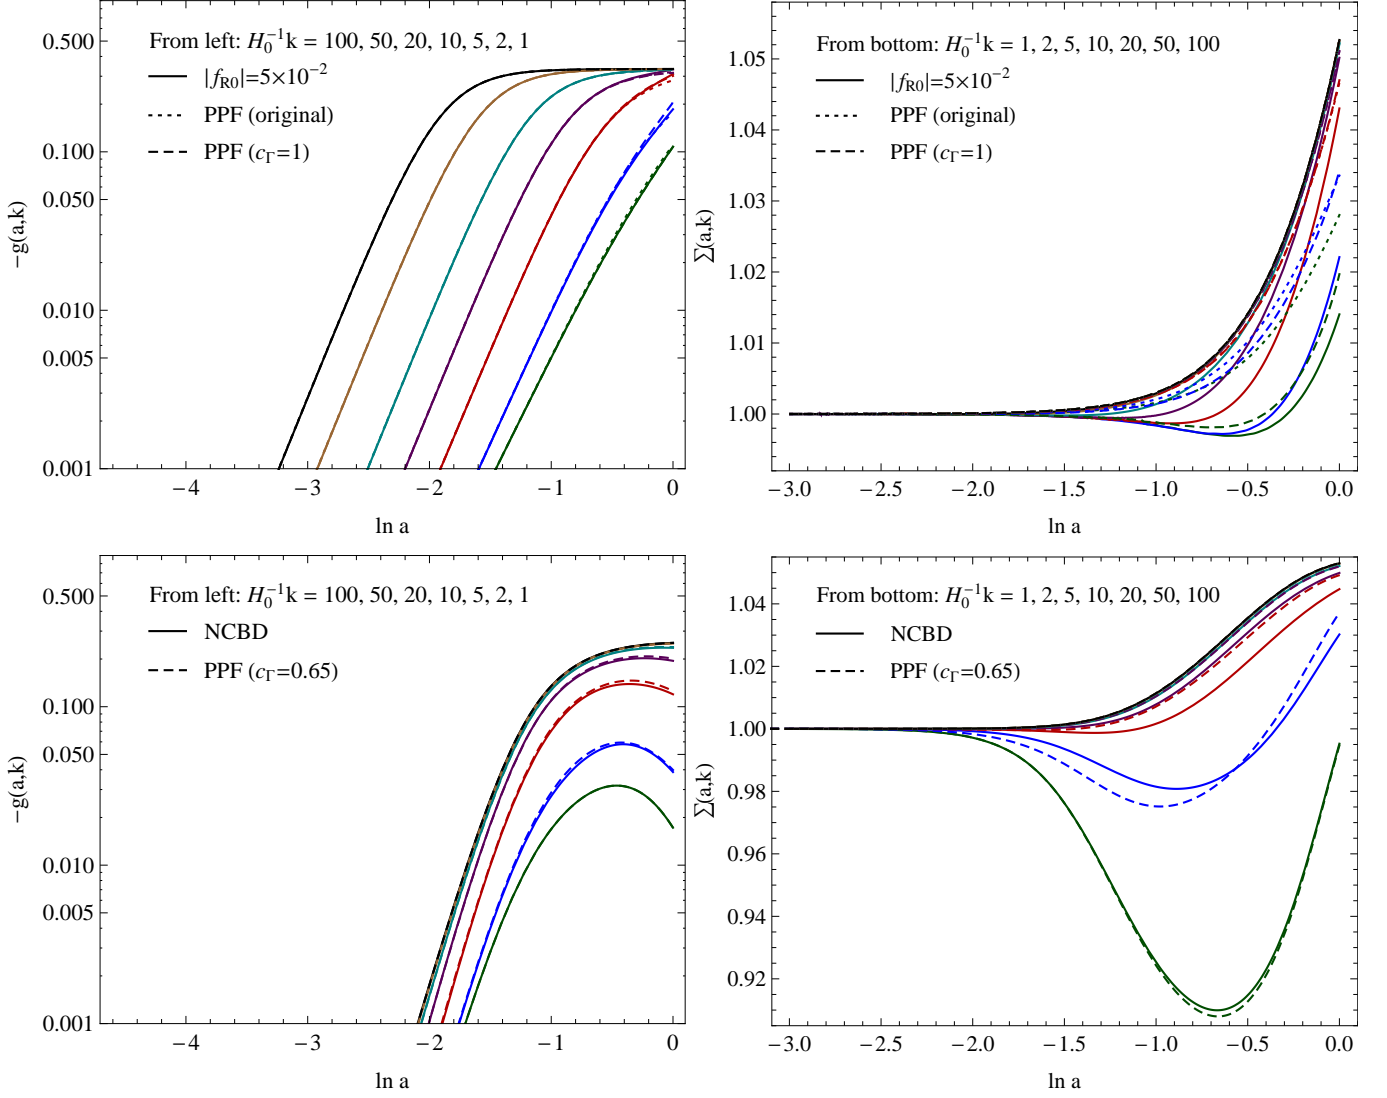 From left: H₀⁻¹k = 100, 50, 20, 10, 5, 2, 1
|f_R0|=5×10⁻²
PPF (original)
PPF (c_Γ=1)
0.500
0.100
0.050
0.010
0.005
0.001
−g(a,k)
−4 −3 −2 −1 0
ln a
From bottom: H₀⁻¹k = 1, 2, 5, 10, 20, 50, 100
|f_R0|=5×10⁻²
PPF (original)
PPF (c_Γ=1)
1.05
1.04
1.03
1.02
1.01
1.00
Σ(a,k)
−3.0 −2.5 −2.0 −1.5 −1.0 −0.5 0.0
ln a
From left: H₀⁻¹k = 100, 50, 20, 10, 5, 2, 1
NCBD
PPF (c_Γ=0.65)
0.500
0.100
0.050
0.010
0.005
0.001
−g(a,k)
−4 −3 −2 −1 0
ln a
From bottom: H₀⁻¹k = 1, 2, 5, 10, 20, 50, 100
NCBD
PPF (c_Γ=0.65)
1.04
1.02
1.00
0.98
0.96
0.94
0.92
Σ(a,k)
−3.0 −2.5 −2.0 −1.5 −1.0 −0.5 0.0
ln a